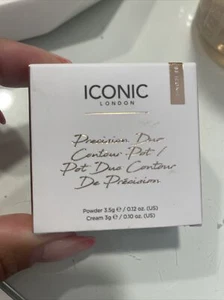 ICONIC
LONDON
Precision Duo
Contour Pot /
Pot Duo Contour
De Précision
Powder 3.5g ℮ / 0.12 oz. (US)
Cream 3g ℮ / 0.10 oz. (US)